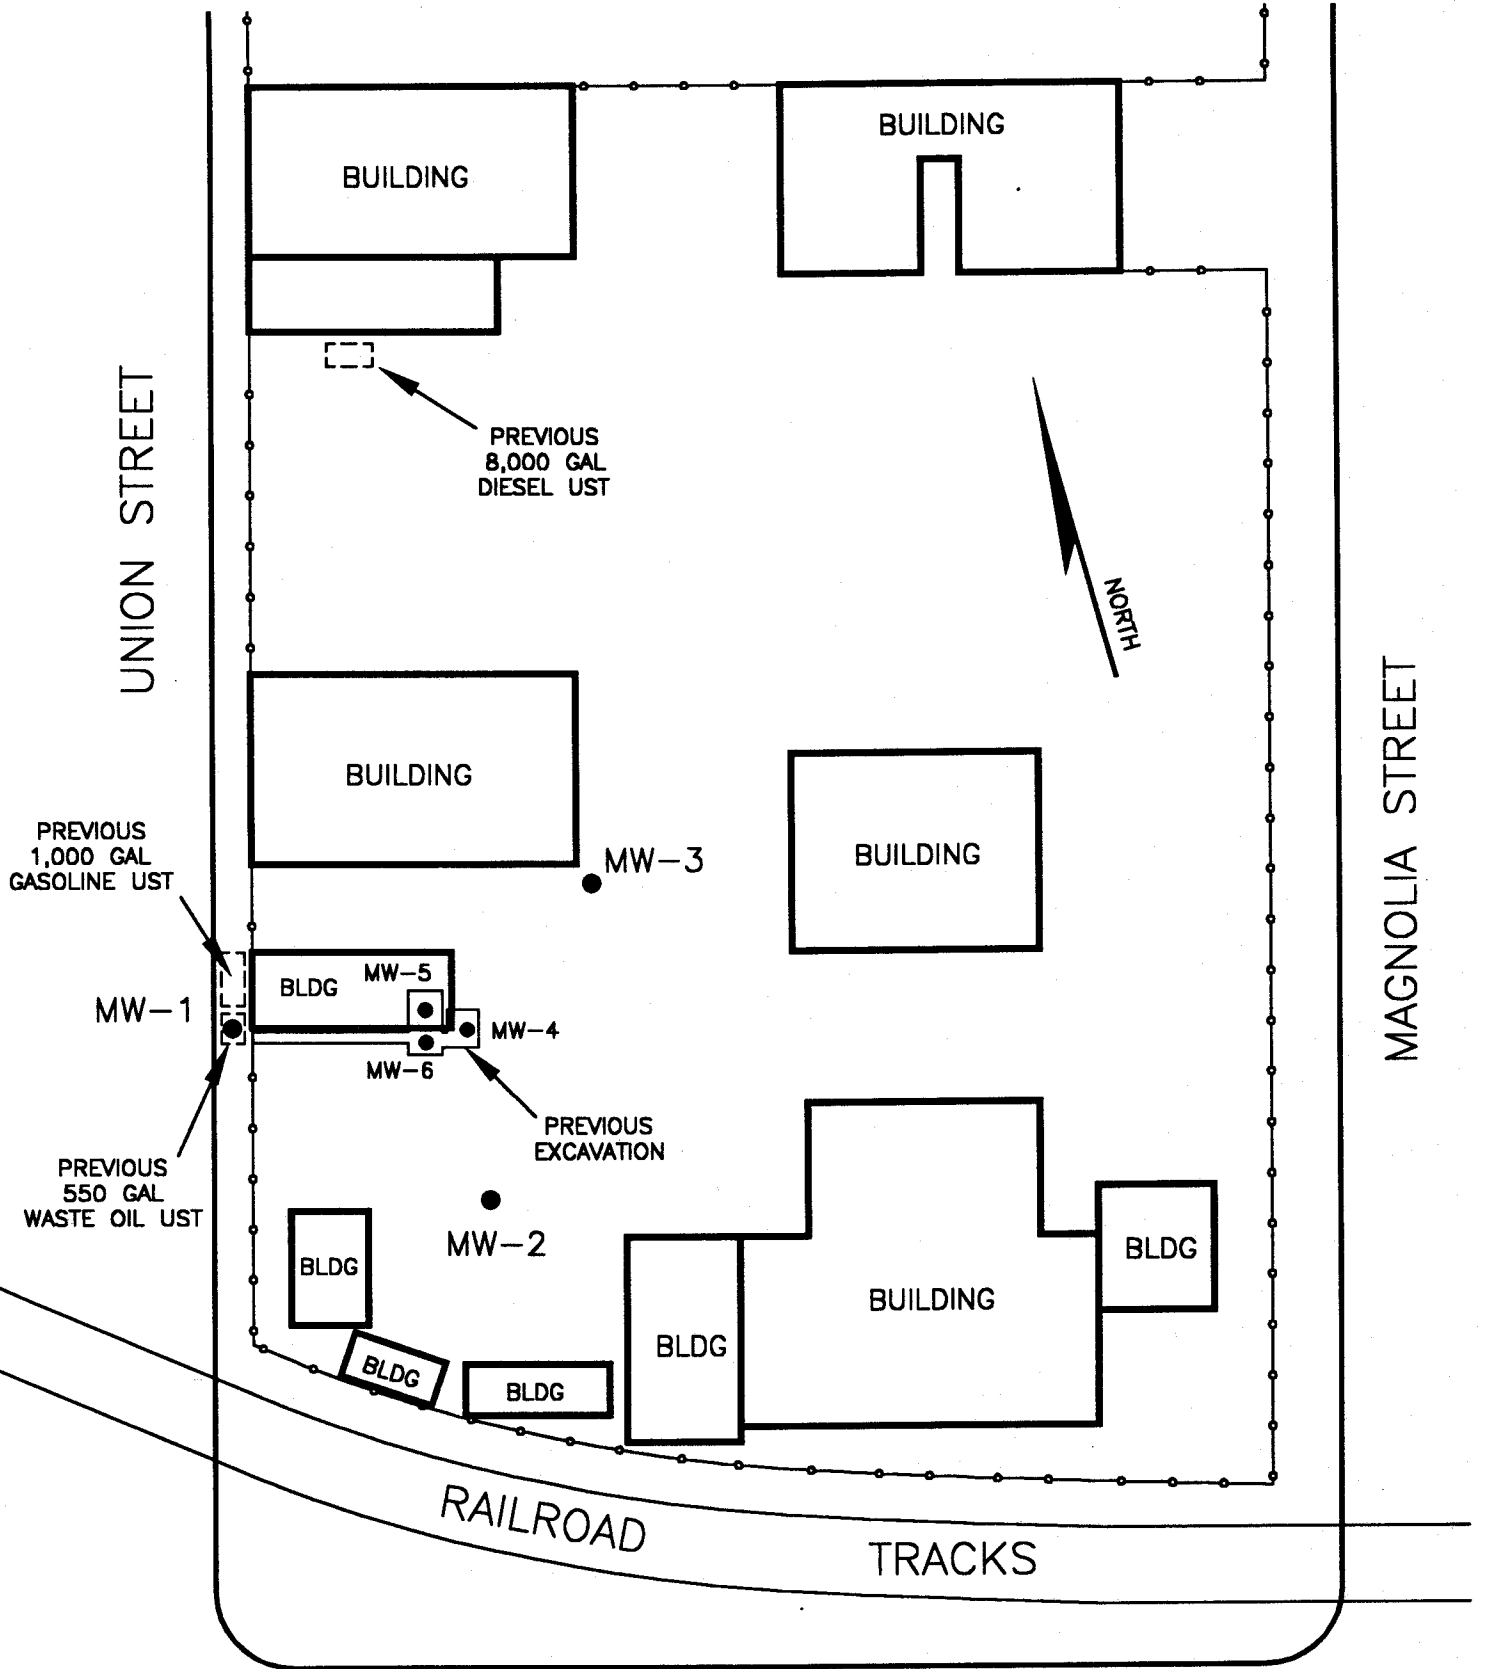 BUILDING
BUILDING
UNION STREET
PREVIOUS
8,000 GAL
DIESEL UST
NORTH
MAGNOLIA STREET
BUILDING
BUILDING
PREVIOUS
1,000 GAL
GASOLINE UST
MW-3
BLDG
MW-5
MW-1
MW-4
MW-6
PREVIOUS
EXCAVATION
PREVIOUS
550 GAL
WASTE OIL UST
MW-2
BLDG
BLDG
BLDG
BLDG
BUILDING
BLDG
RAILROAD TRACKS